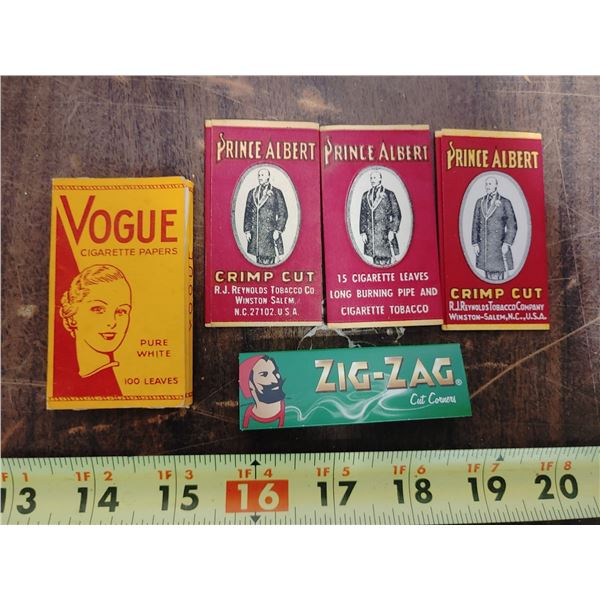 VOGUE
CIGARETTE PAPERS
PURE
WHITE
100 LEAVES
VOGUE
PRINCE ALBERT
CRIMP CUT
R.J. REYNOLDS TOBACCO CO
WINSTON SALEM,
N.C. 27102, U.S.A.
PRINCE ALBERT
15 CIGARETTE LEAVES
LONG BURNING PIPE AND
CIGARETTE TOBACCO
PRINCE ALBERT
CRIMP CUT
R.J. REYNOLDS TOBACCO COMPANY
WINSTON-SALEM, N.C., U.S.A.
ZIG-ZAG®
Cut Corners
1F 1F 2 1F 3 1F 4 1F 5 1F 6 1F 7 1F 8
13 14 15 16 17 18 19 20